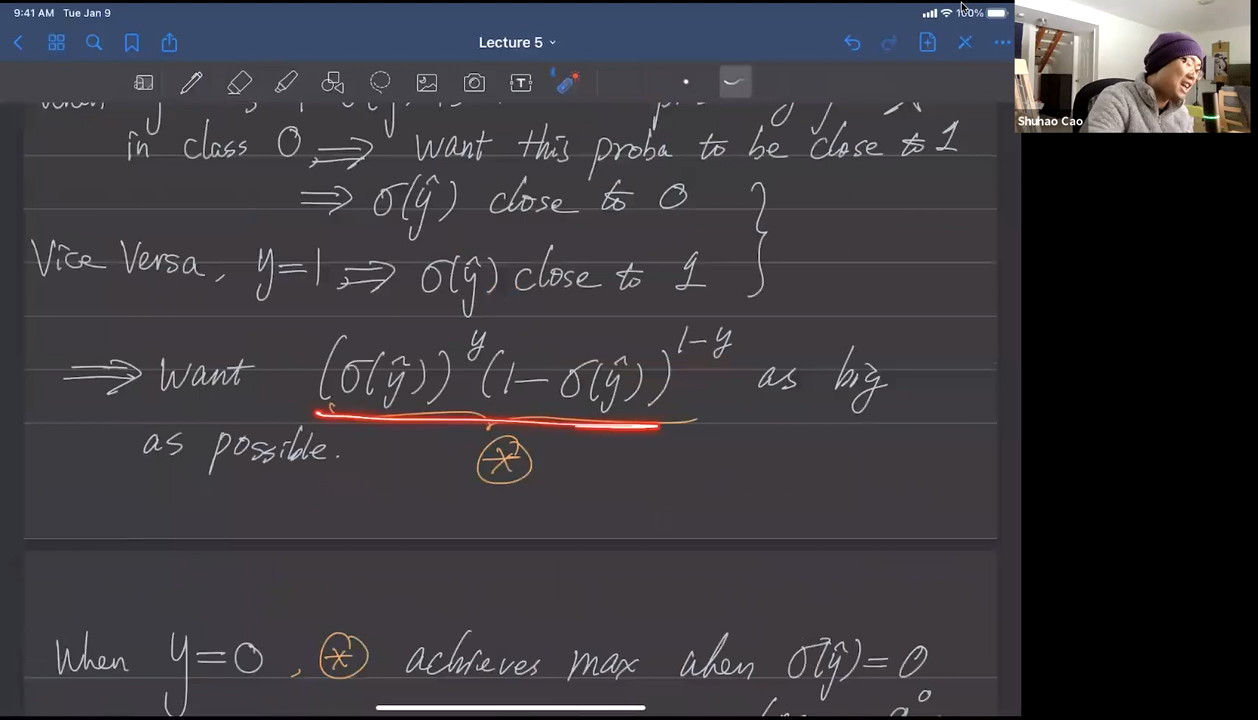 9:41 AM Tue Jan 9
100%
Lecture 5
T
Shuhao Cao
in class 0 ⟹ want this proba to be close to 1
⟹ σ(ŷ) close to 0
Vice Versa, y=1 ⟹ σ(ŷ) close to 1
⟹ Want (σ(ŷ))^y (1-σ(ŷ))^{1-y} as big
as possible. (*)
When y=0, (*) achieves max when σ(ŷ)=0